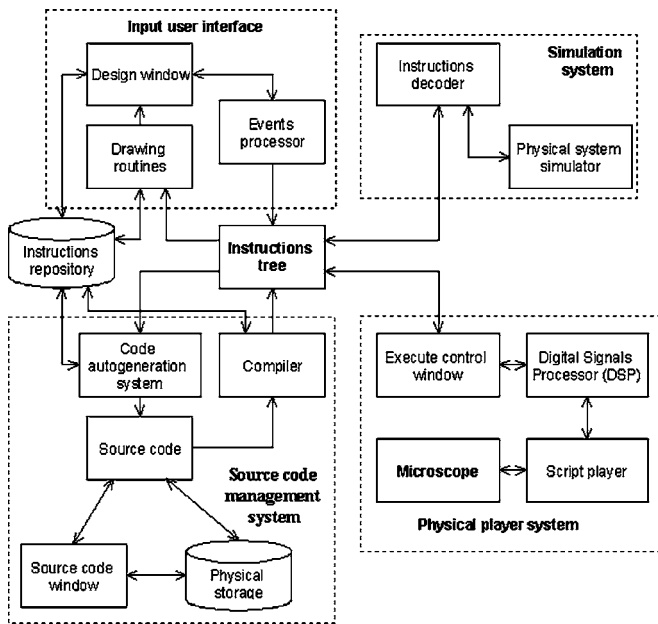 Input user interface
Design window
Events
processor
Drawing
routines
Simulation
system
Instructions
decoder
Physical system
simulator
Instructions
repository
Instructions
tree
Code
autogeneration
system
Compiler
Source code
Source code
management
system
Source code
window
Physical
storage
Execute control
window
Digital Signals
Processor (DSP)
Microscope
Script player
Physical player system